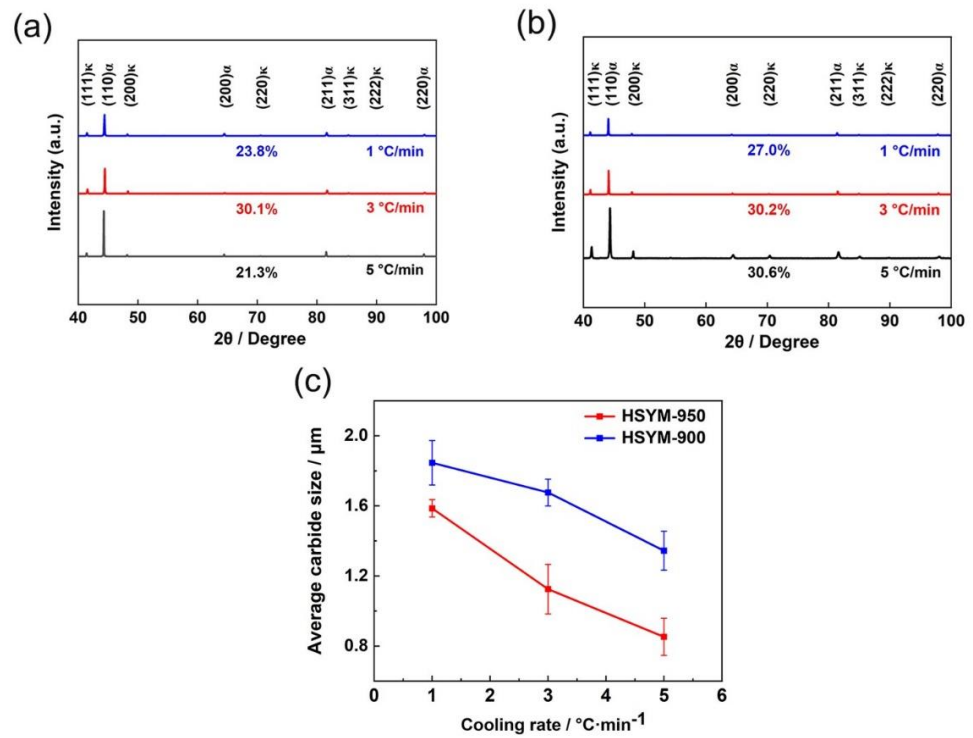 (a)
Intensity (a.u.)
(111)κ
(110)α
(200)κ
(200)α
(220)κ
(211)α
(311)κ
(222)κ
(220)α
23.8%
1 °C/min
30.1%
3 °C/min
21.3%
5 °C/min
40 50 60 70 80 90 100
2θ / Degree
(b)
Intensity (a.u.)
(111)κ
(110)α
(200)κ
(200)α
(220)κ
(211)α
(311)κ
(222)κ
(220)α
27.0%
1 °C/min
30.2%
3 °C/min
30.6%
5 °C/min
40 50 60 70 80 90 100
2θ / Degree
(c)
Average carbide size / μm
2.0
1.6
1.2
0.8
HSYM-950
HSYM-900
0 1 2 3 4 5 6
Cooling rate / °C·min⁻¹